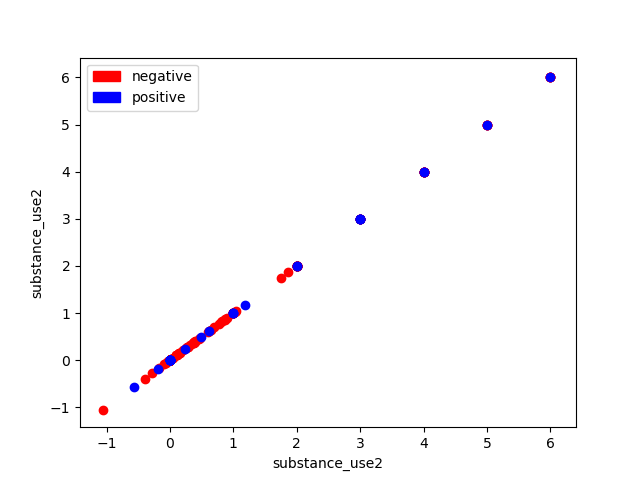 negative
positive
6
5
4
3
2
1
0
−1
substance_use2
−1 0 1 2 3 4 5 6
substance_use2